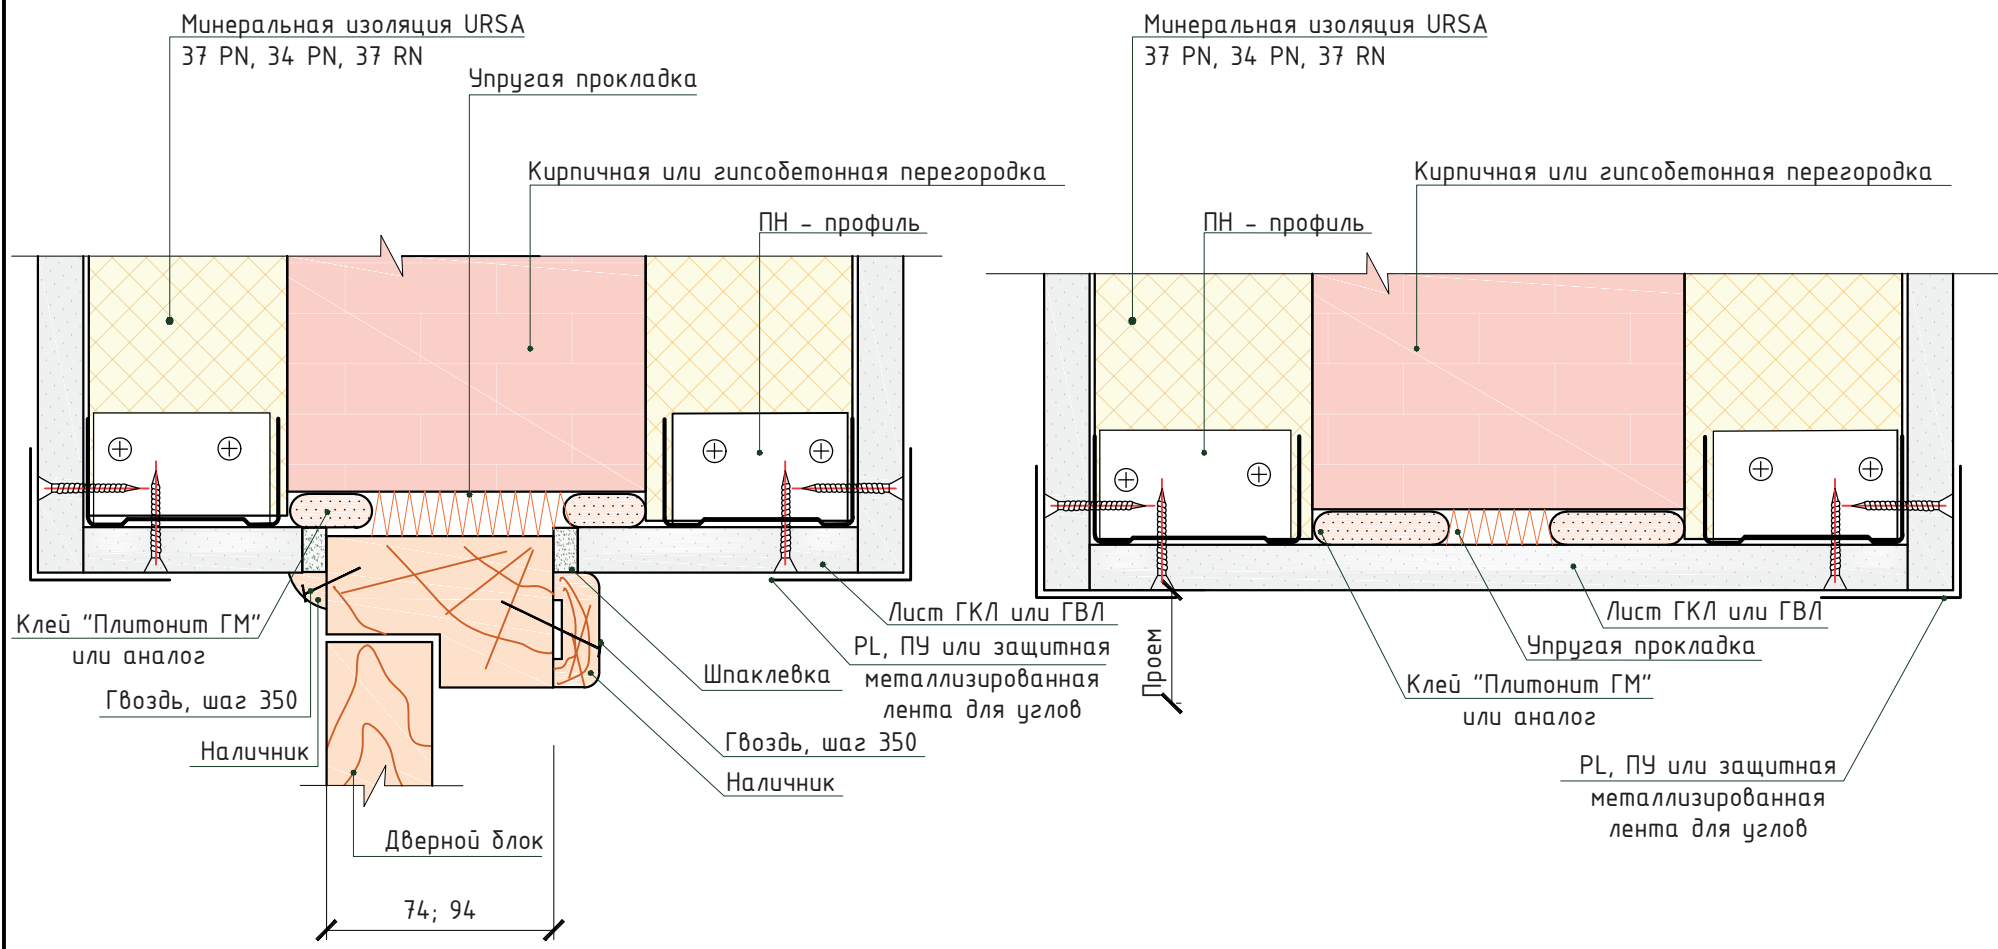 Минеральная изоляция URSA
37 PN, 34 PN, 37 RN
Упругая прокладка
Кирпичная или гипсобетонная перегородка
ПН - профиль
Клей "Плитонит ГМ"
или аналог
Гвоздь, шаг 350
Наличник
Дверной блок
74; 94
Лист ГКЛ или ГВЛ
PL, ПУ или защитная
металлизированная
лента для углов
Шпаклевка
Гвоздь, шаг 350
Наличник
Минеральная изоляция URSA
37 PN, 34 PN, 37 RN
Кирпичная или гипсобетонная перегородка
ПН - профиль
Проем
Лист ГКЛ или ГВЛ
Упругая прокладка
Клей "Плитонит ГМ"
или аналог
PL, ПУ или защитная
металлизированная
лента для углов